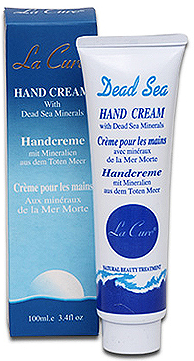 La Cure
HAND CREAM
with
Dead Sea Minerals
Handcreme
mit Mineralien
aus dem Toten Meer
Crème pour les mains
Aux minéraux
de la Mer Morte
100ml.e 3.4fl oz
Dead Sea
HAND CREAM
with Dead Sea Minerals
Crème pour les mains
avec minéraux
de la Mer Morte
Handcreme
mit Mineralien
aus dem Toten Meer
La Cure
NATURAL BEAUTY TREATMENT